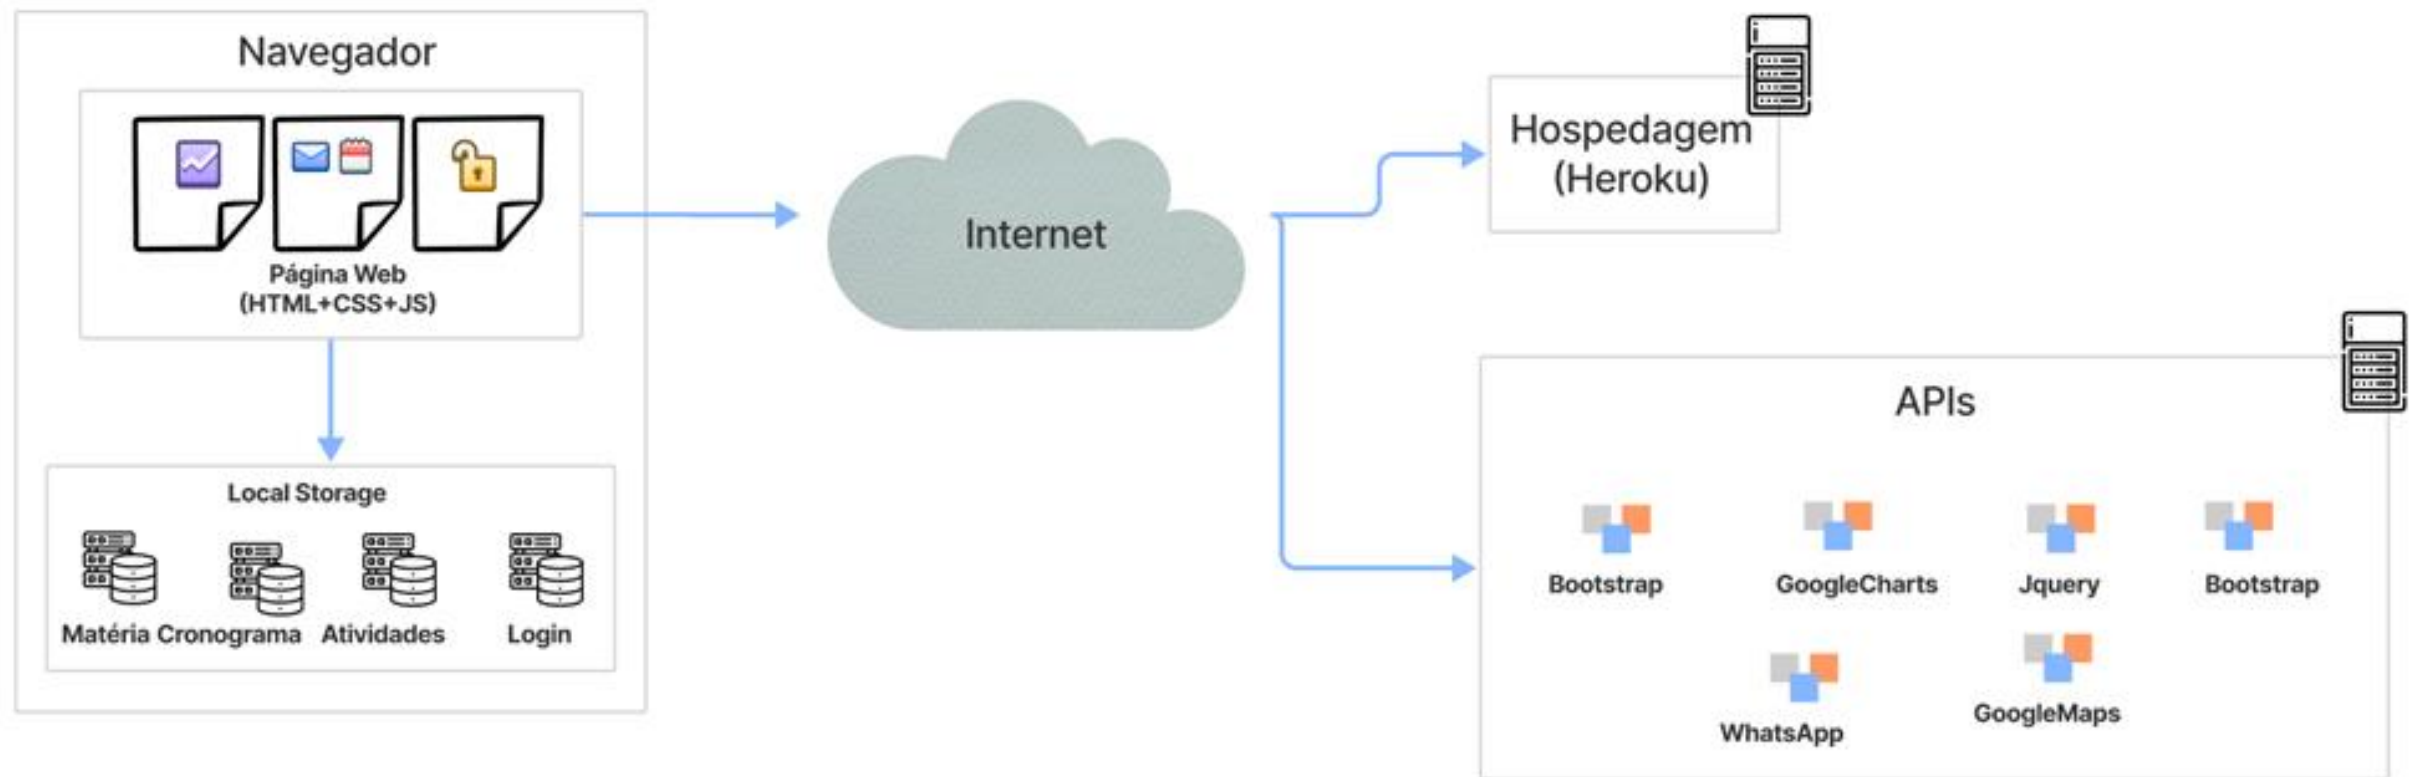 Navegador
Página Web
(HTML+CSS+JS)
Local Storage
Matéria Cronograma Atividades Login
Internet
Hospedagem
(Heroku)
APIs
Bootstrap GoogleCharts Jquery Bootstrap
WhatsApp GoogleMaps